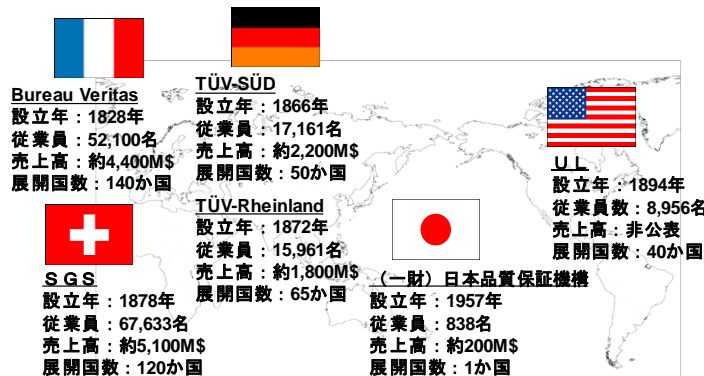 Bureau Veritas
設立年：1828年
従業員：52,100名
売上高：約4,400M$
展開国数：140か国
TÜV-SÜD
設立年：1866年
従業員：17,161名
売上高：約2,200M$
展開国数：50か国
UL
設立年：1894年
従業員数：8,956名
売上高：非公表
展開国数：40か国
SGS
設立年：1878年
従業員：67,633名
売上高：約5,100M$
展開国数：120か国
TÜV-Rheinland
設立年：1872年
従業員：15,961名
売上高：約1,800M$
展開国数：65か国
（一財）日本品質保証機構
設立年：1957年
従業員：838名
売上高：約200M$
展開国数：1か国